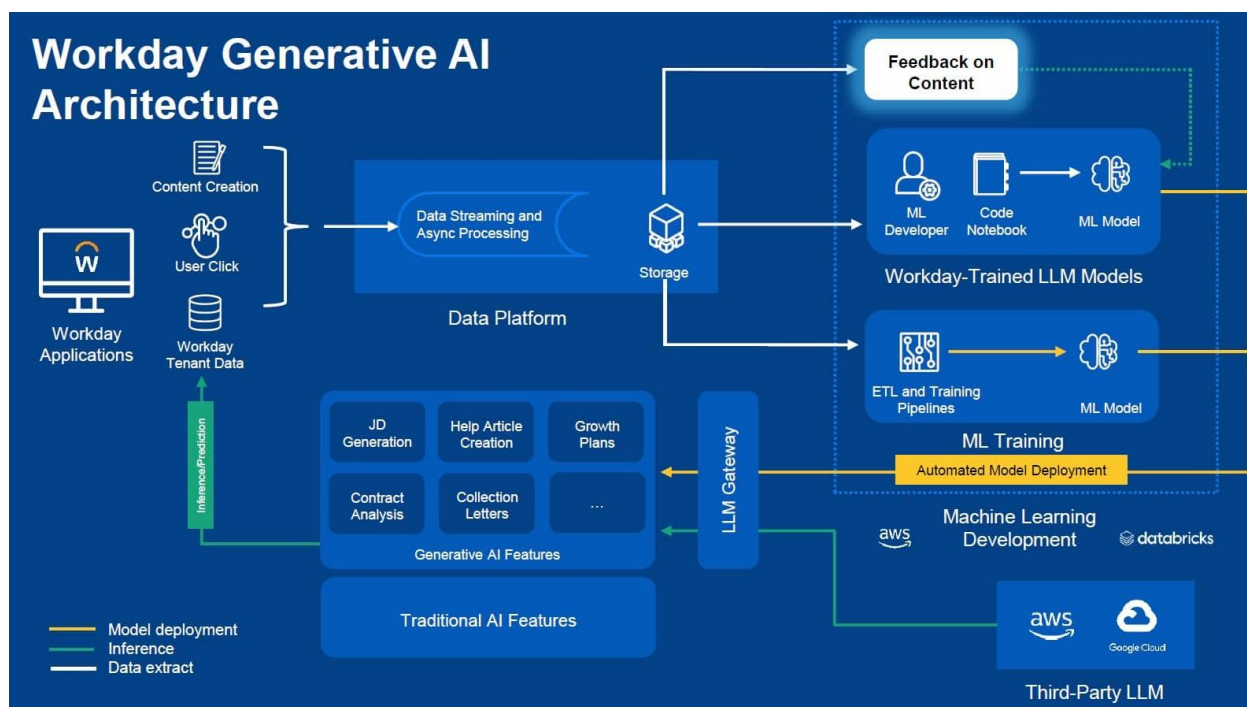 Workday Generative AI
Architecture
Feedback on
Content
Content Creation
User Click
Workday
Tenant Data
W
Workday
Applications
Data Streaming and
Async Processing
Storage
Data Platform
ML
Developer
Code
Notebook
ML Model
Workday-Trained LLM Models
ETL and Training
Pipelines
ML Model
ML Training
Automated Model Deployment
Machine Learning
Development
aws
databricks
Inference/Prediction
JD
Generation
Help Article
Creation
Growth
Plans
Contract
Analysis
Collection
Letters
...
Generative AI Features
LLM Gateway
Traditional AI Features
Model deployment
Inference
Data extract
aws
Google Cloud
Third-Party LLM